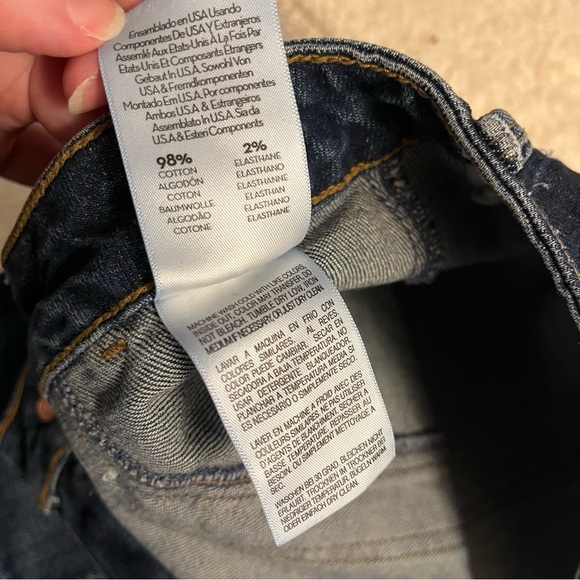 Ensamblado en USA Usando
Componentes De USA Y Extranjeros
Assemlé Aux Etats-Unis À La Fois Par
Etats Unis Et Composants Etrangers
Gebaut In U.S.A. Sowohl Von
USA & Fremdkomponenten
Montado Em U.S.A. Por componentes
Ambus U.S.A. & Estrangeiros
Assemblato In U.S.A. Sia da
U.S.A. & Esteri Components
98% 2%
COTTON ELASTHANE
ALGODÓN ELASTHANE
COTON ELASTHANNE
BAUMWOLLE ELASTHAN
ALGODÃO ELASTHANO
COTONE ELASTHANE
MACHINE WASH COLD WITH LIKE COLORS,
INSIDE OUT. COLOR MAY TRANSFER. DO
NOT BLEACH. TUMBLE DRY LOW, IRON
MEDIUM IF NECESSARY OR JUST DRY CLEAN.
LAVAR A MAQUINA EN FRIO CON
COLORES SIMILARES. AL REVES.
COLOR PUEDE CAMBIAR. SECAR EN
SECADORA A BAJA TEMPERATURA NO
USAR DETERGENTE BLANQUEADOR.
PLANCHAR A TEMPERATURA MEDIA SI
ES NECESARIO O SIMPLEMENTE SECO.
LAVER EN MACHINE A FROID AVEC DES
COULEURS SIMILAIRES. NE PAS UTILISER
D'AGENTS DE BLANCHIMENT. SECHER A
BASSE TEMPERATURE. REPASSER AU
BESOIN, OU SIMPLEMENT NETTOYAGE A
SEC.
WASCHEN BEI 30 GRAD. BLEICHEN NICHT
ERLAUBT. TROCKNEN IM TROCKNER BEI
NIEDRIGER TEMPERATUR. BÜGELN WARM
ODER EINFACH DRY CLEAN.